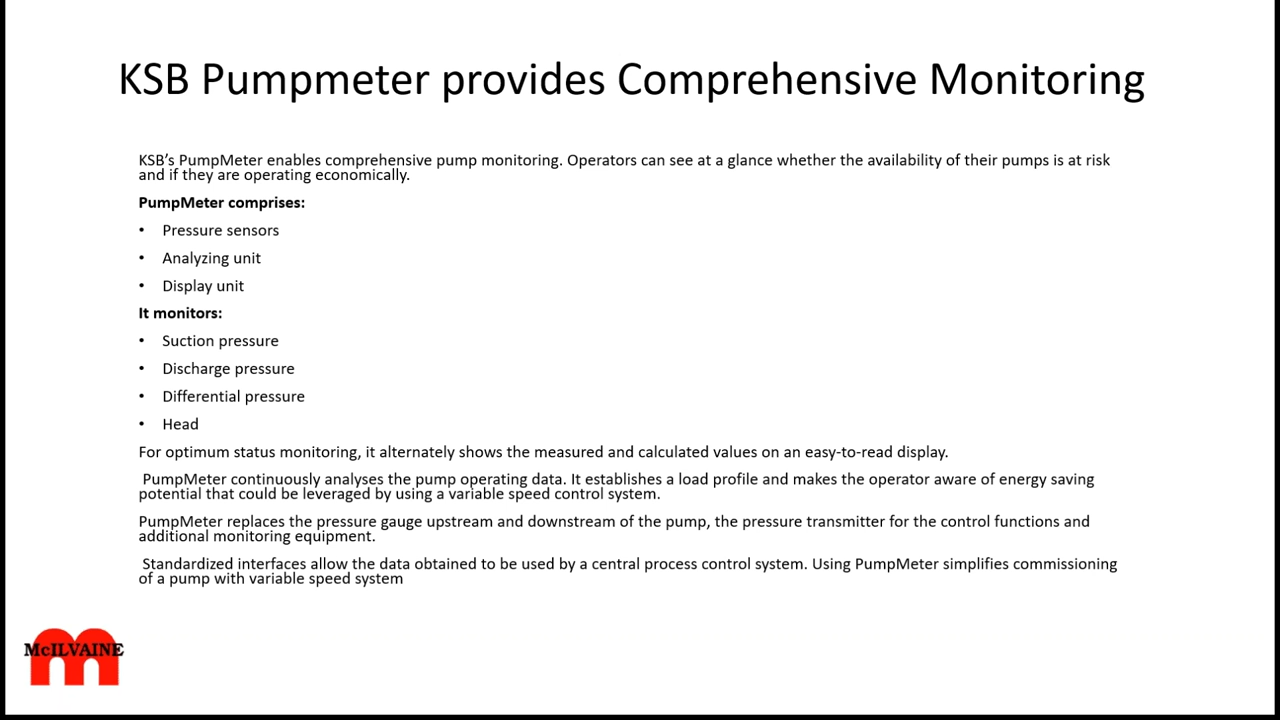 KSB Pumpmeter provides Comprehensive Monitoring
KSB’s PumpMeter enables comprehensive pump monitoring. Operators can see at a glance whether the availability of their pumps is at risk
and if they are operating economically.
PumpMeter comprises:
• Pressure sensors
• Analyzing unit
• Display unit
It monitors:
• Suction pressure
• Discharge pressure
• Differential pressure
• Head
For optimum status monitoring, it alternately shows the measured and calculated values on an easy-to-read display.
PumpMeter continuously analyses the pump operating data. It establishes a load profile and makes the operator aware of energy saving
potential that could be leveraged by using a variable speed control system.
PumpMeter replaces the pressure gauge upstream and downstream of the pump, the pressure transmitter for the control functions and
additional monitoring equipment.
Standardized interfaces allow the data obtained to be used by a central process control system. Using PumpMeter simplifies commissioning
of a pump with variable speed system
McILVAINE